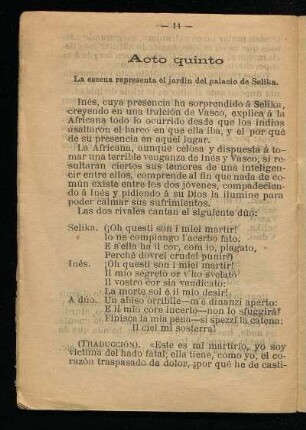 — 14 —
Acto quinto
La escena representa el jardín del palacio de Selika.
Inés, cuya presencia ha sorprendido á Selika,
creyendo en una traición de Vasco, explica á la
Africana todo lo ocurrido desde que los indios
asaltaron el barco en que ella iba, y el por qué
de su presencia en aquel lugar.
La Africana, aunque celosa y dispuesta á to-
mar una terrible venganza de Inés y Vasco, si re-
sultaran ciertos sus temores de una inteligen-
cia entre ellos, comprende al fin que nada de co-
mún existe entre los dos jóvenes, compadecien-
do á Inés y pidiendo á su Dios la ilumine para
poder calmar sus sufrimientos.
Las dos rivales cantan el siguiente dúo:
Selika. (¡Oh questi son i miei martir!
Io ne complango l'acerbo fato;
E s'ella ha il cor, com io, piagato,
Perché dovrei crudel punir?)
Inés. (¡Oh questi son i miei martir!
Il mio segreto or v'ho svelato
Il vostro cor sia vendicato:
La morte sol è il mio desir!
A dúo. Un abiso orribile—m'è dinanzi aperto:
E il mio core incerto—non lo sfuggirá?
Finisca la mia pena—si spezzi la catena:
Il ciel mi sosterrá!
(TRADUCCIÓN). «Este es mi martirio, yo soy
víctima del hado fatal; ella tiene, como yo, el co-
razón traspasado de dolor, ¿por qué he de casti-